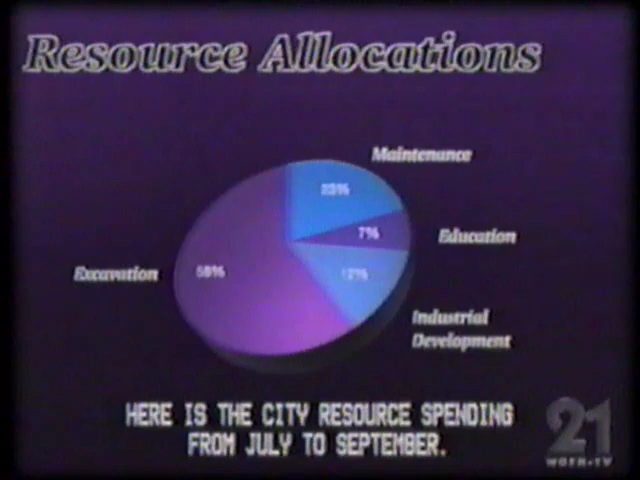 Resource Allocations
Maintenance
23%
7%
Education
Excavation
58%
12%
Industrial
Development
HERE IS THE CITY RESOURCE SPENDING
FROM JULY TO SEPTEMBER.
21